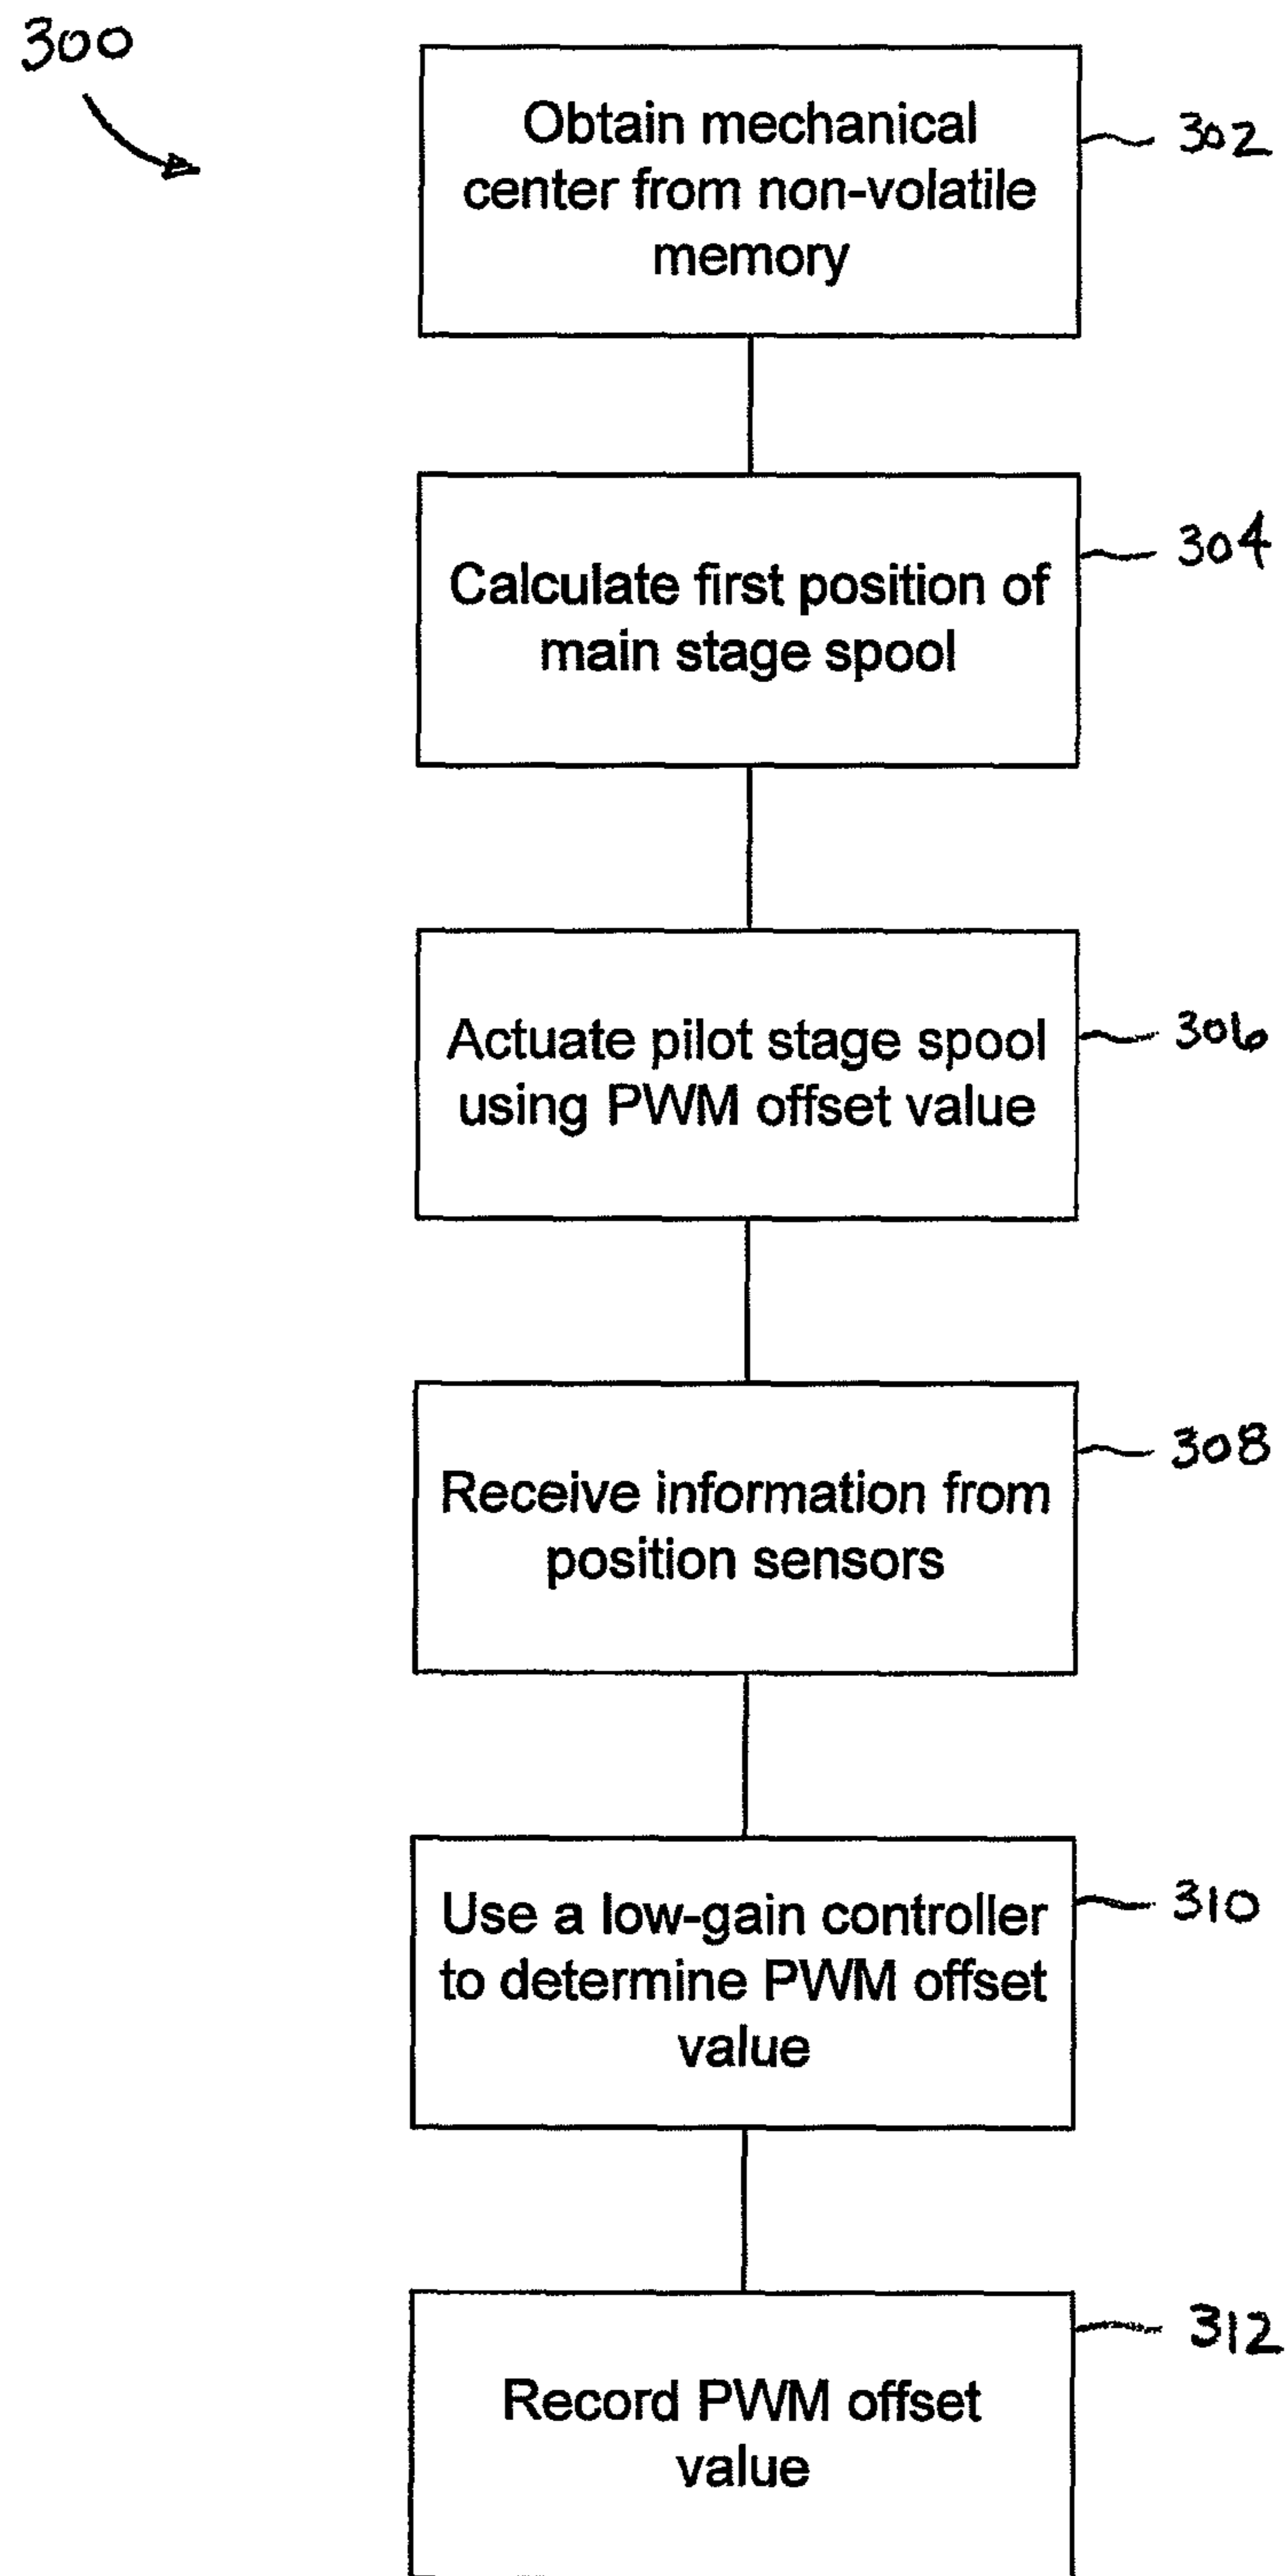 300
Obtain mechanical
center from non-volatile
memory
302
Calculate first position of
main stage spool
304
Actuate pilot stage spool
using PWM offset value
306
Receive information from
position sensors
308
Use a low-gain controller
to determine PWM offset
value
310
Record PWM offset
value
312